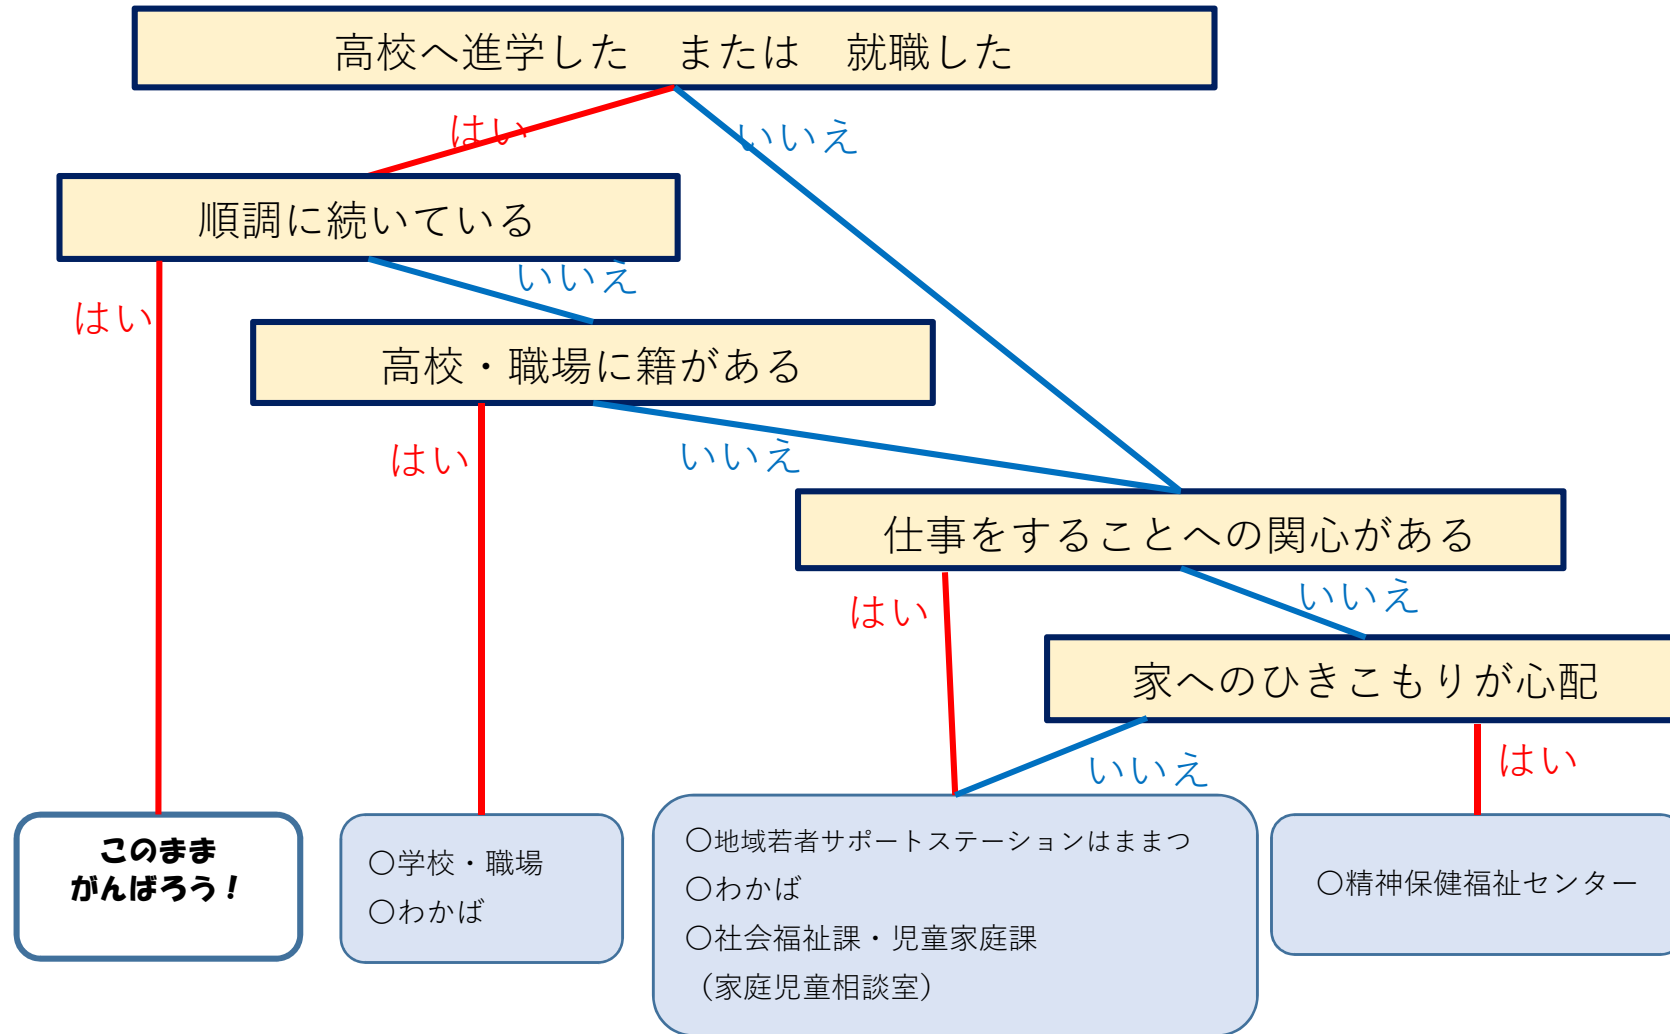 高校へ進学した　または　就職した
はい
いいえ
順調に続いている
いいえ
はい
高校・職場に籍がある
はい
いいえ
仕事をすることへの関心がある
はい
いいえ
家へのひきこもりが心配
いいえ
はい
このまま
がんばろう！
〇学校・職場
〇わかば
〇地域若者サポートステーションはままつ
〇わかば
〇社会福祉課・児童家庭課
（家庭児童相談室）
〇精神保健福祉センター